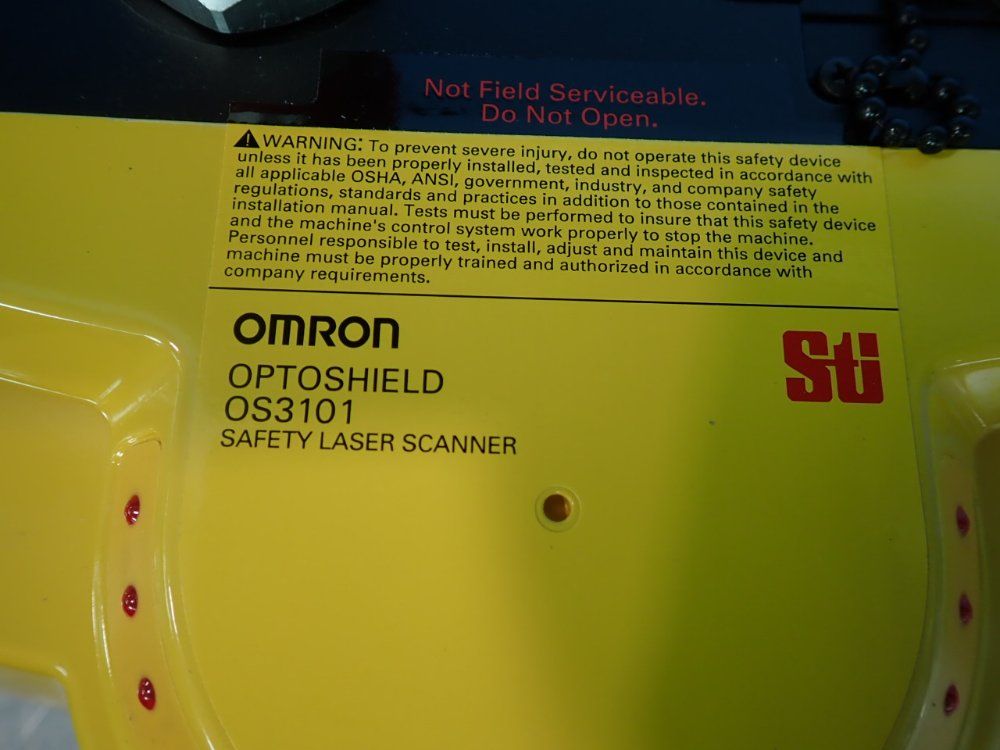 Not Field Serviceable.
Do Not Open.
WARNING: To prevent severe injury, do not operate this safety device
unless it has been properly installed, tested and inspected in accordance with
all applicable OSHA, ANSI, government, industry, and company safety
regulations, standards and practices in addition to those contained in the
installation manual. Tests must be performed to insure that this safety device
and the machine's control system work properly to stop the machine.
Personnel responsible to test, install, adjust and maintain this device and
machine must be properly trained and authorized in accordance with
company requirements.
OMRON
Sti
OPTOSHIELD
OS3101
SAFETY LASER SCANNER